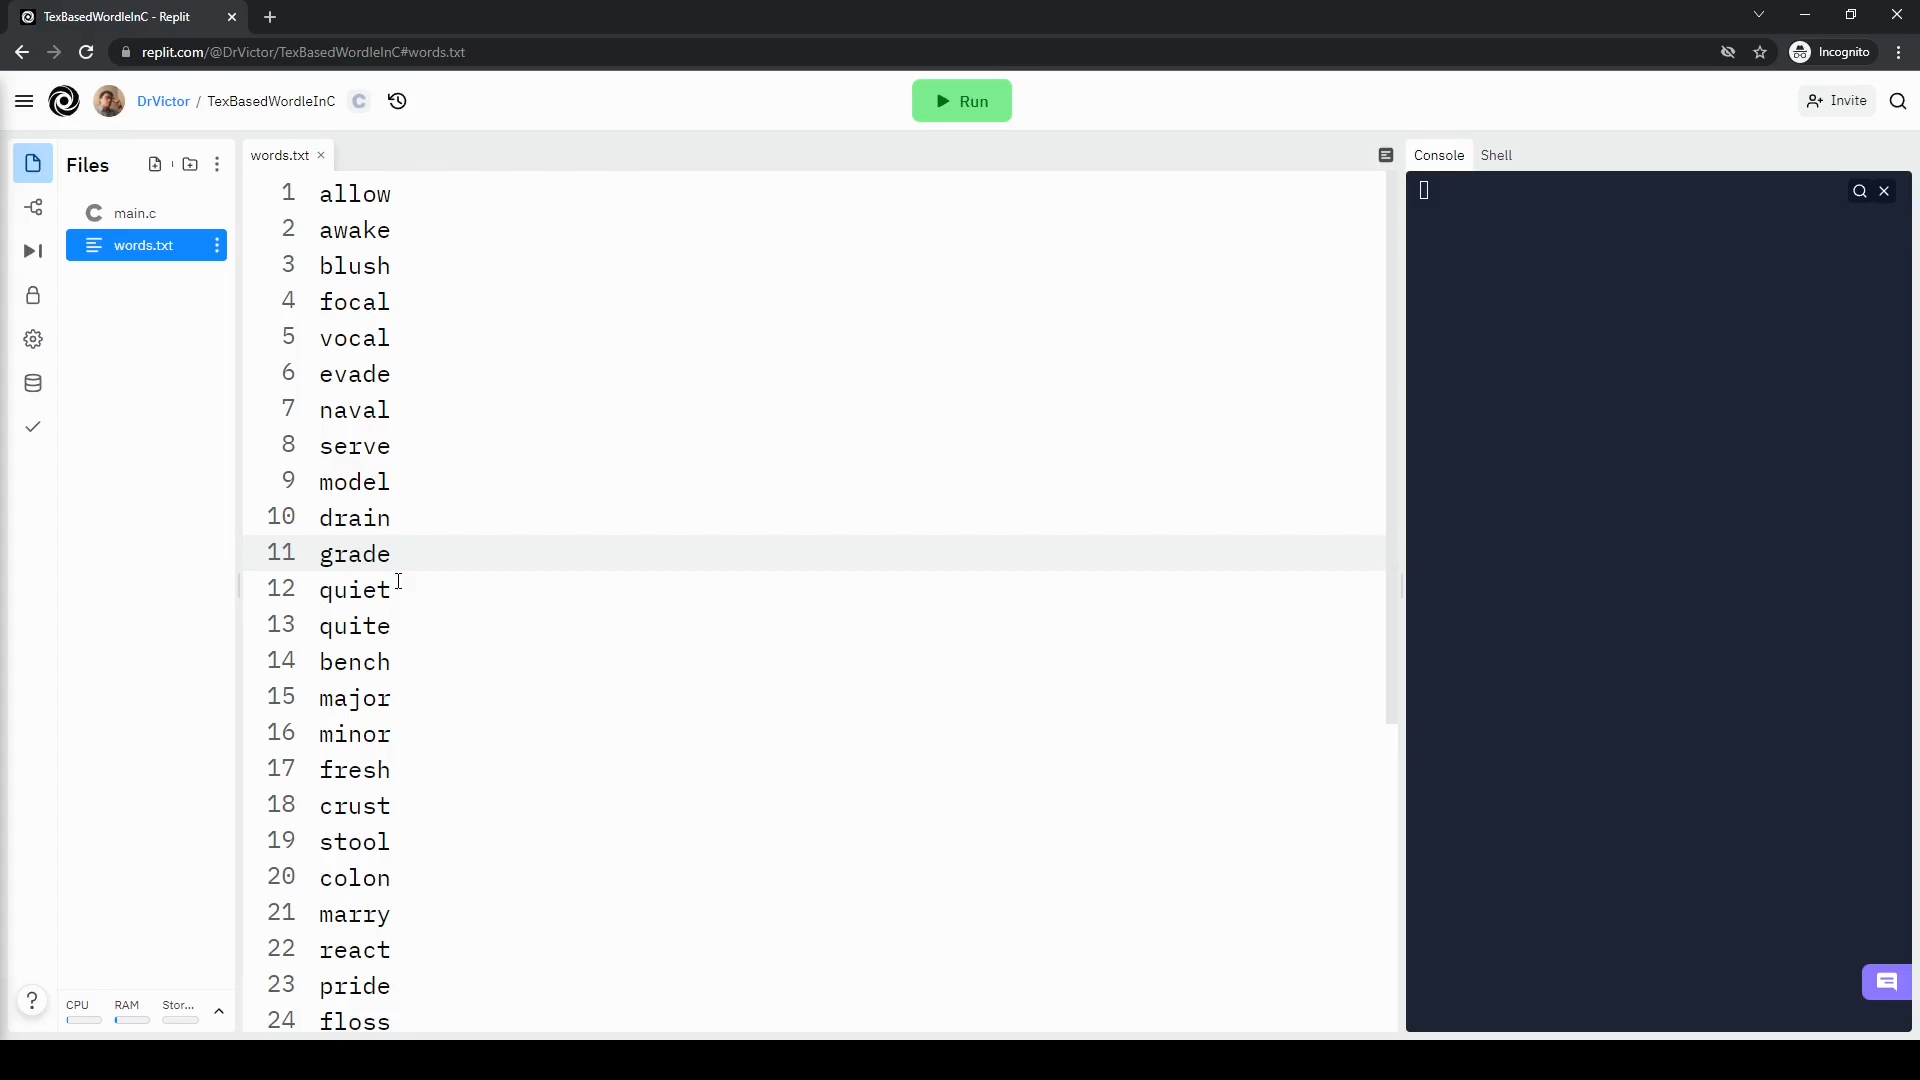 TexBasedWordleInC - Replit
replit.com/@DrVictor/TexBasedWordleInC#words.txt
Incognito
DrVictor / TexBasedWordleInC
C
Run
Invite
Files
words.txt
Console
Shell
C main.c
words.txt
1 allow
2 awake
3 blush
4 focal
5 vocal
6 evade
7 naval
8 serve
9 model
10 drain
11 grade
12 quiet
13 quite
14 bench
15 major
16 minor
17 fresh
18 crust
19 stool
20 colon
21 marry
22 react
23 pride
24 floss
?
CPU RAM Stor...